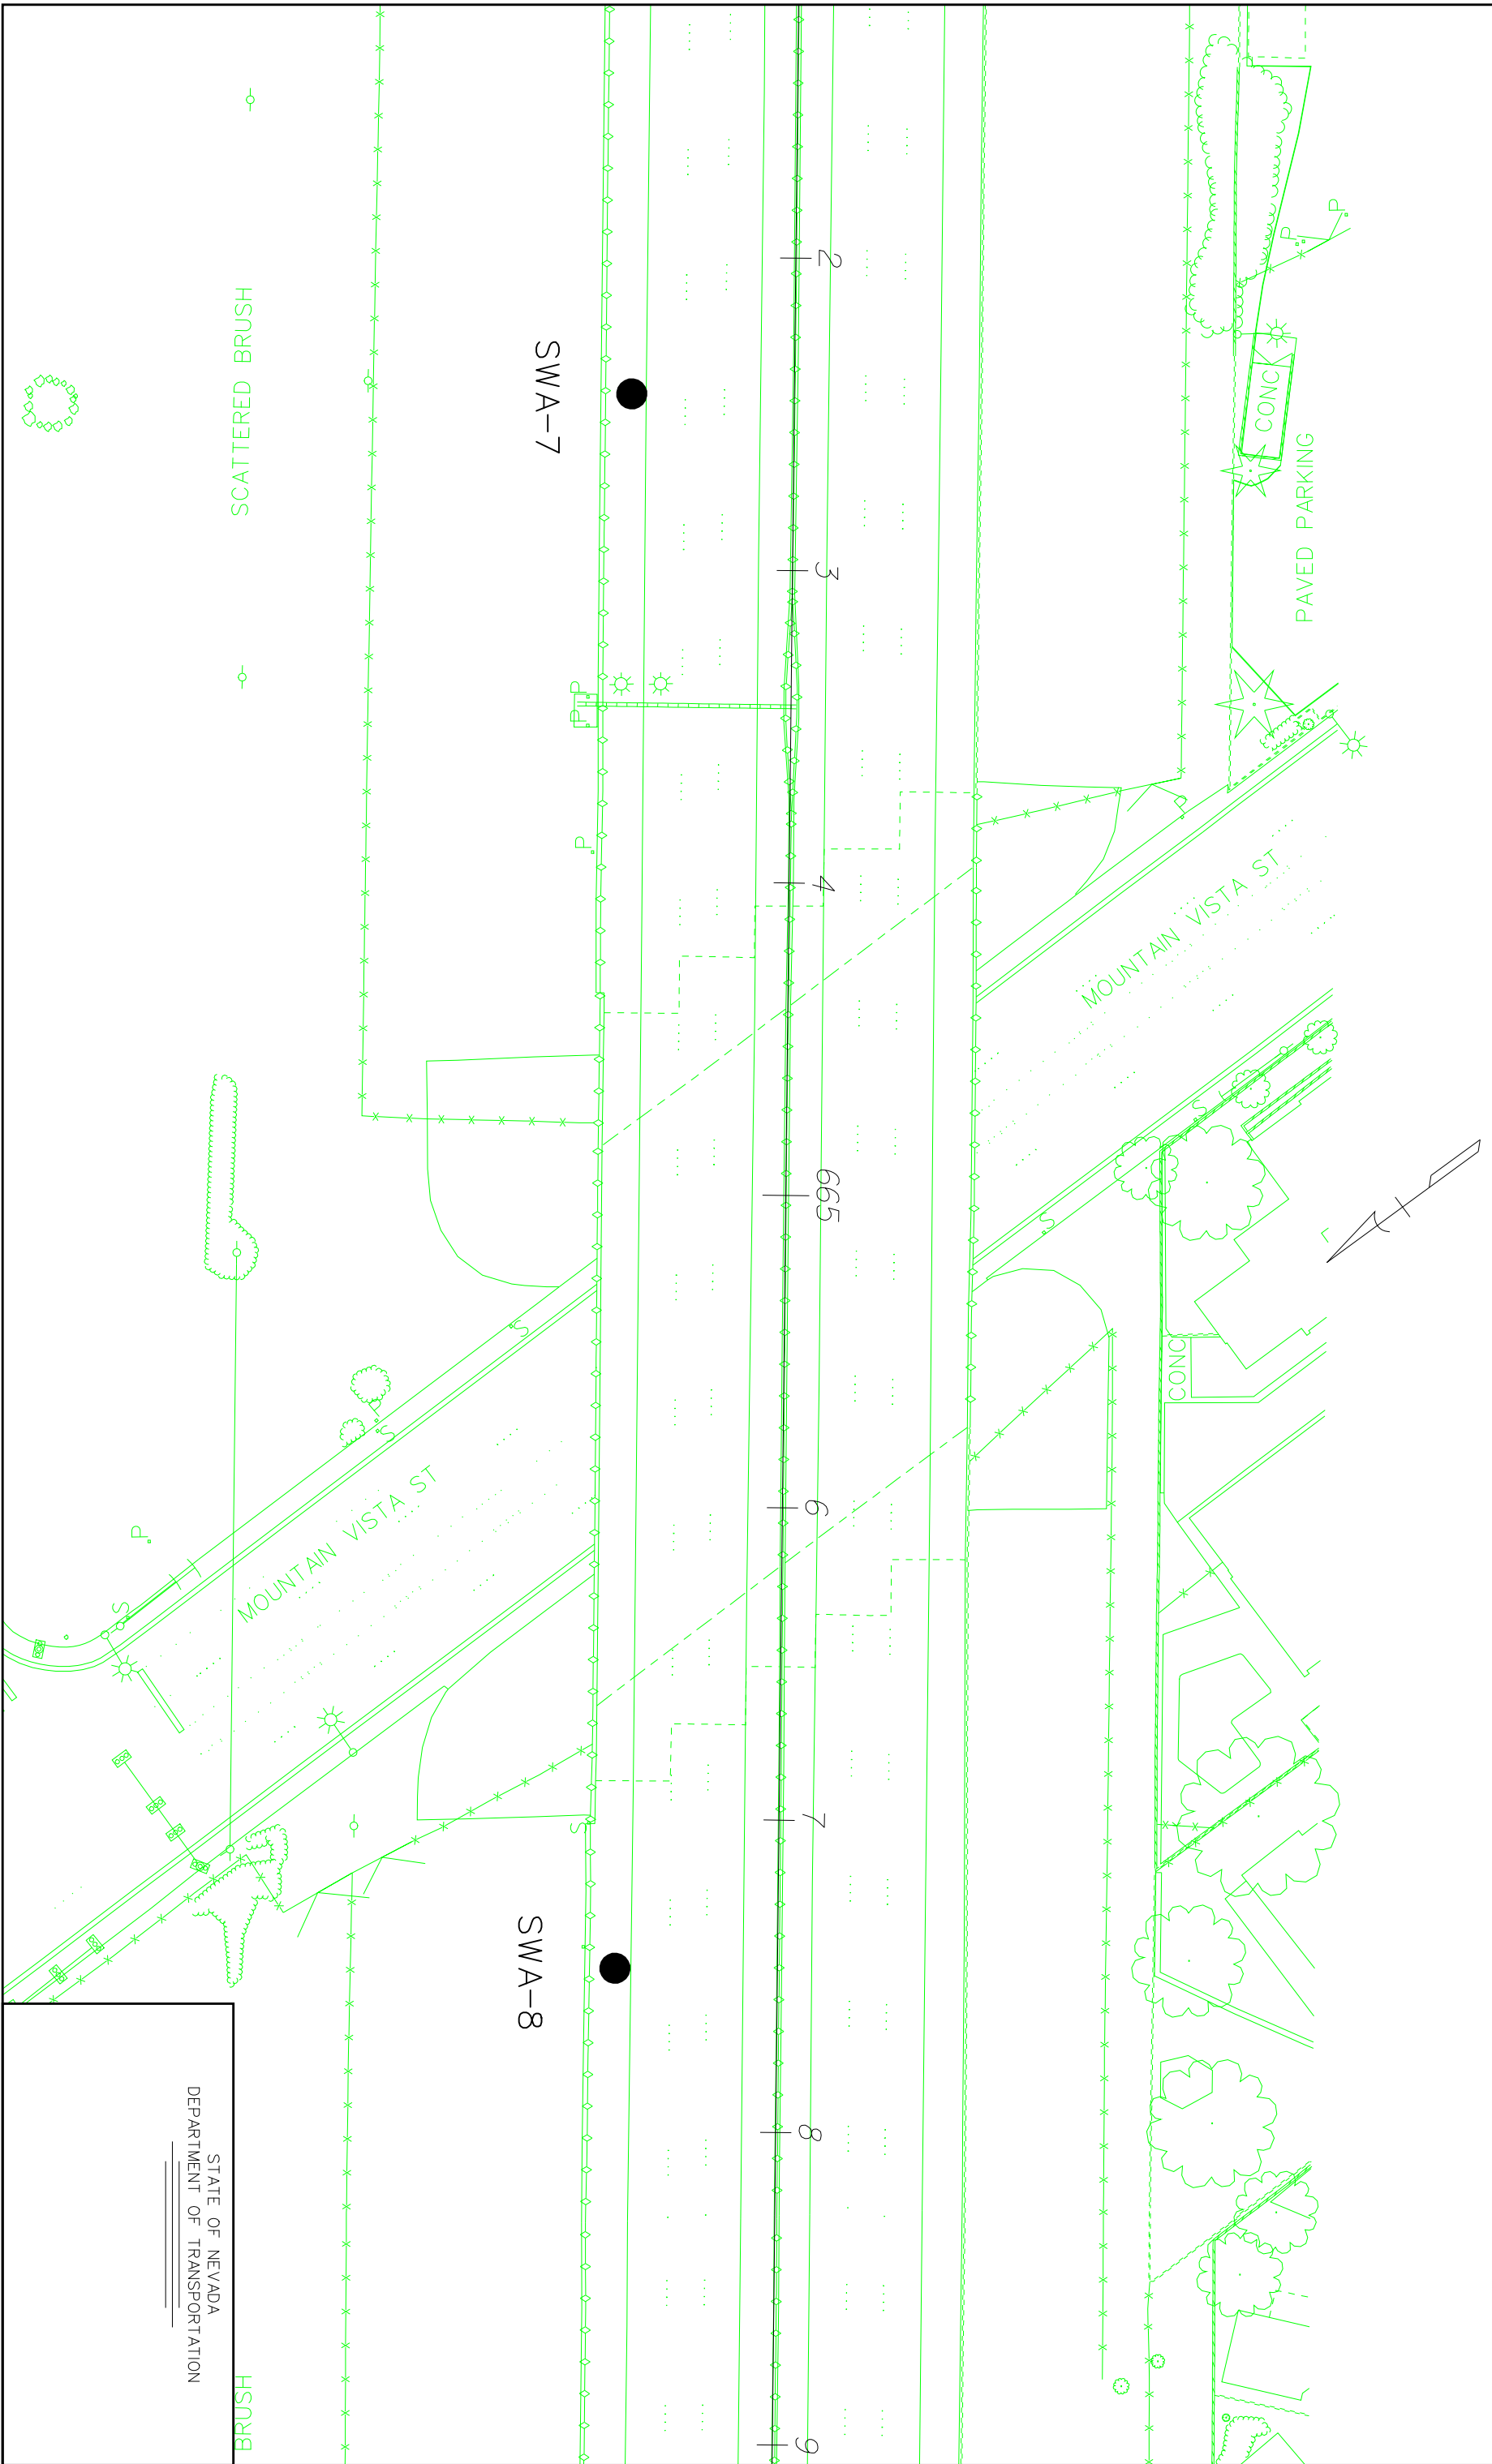 P
P
2
SCATTERED BRUSH
SWA-7
CONC
PAVED PARKING
3
P
P
P
P
4
MOUNTAIN VISTA ST
S
665
S
S
CONC
P
S
MOUNTAIN VISTA ST
6
P
S
7
S
SWA-8
8
STATE OF NEVADA
DEPARTMENT OF TRANSPORTATION
BRUSH
9